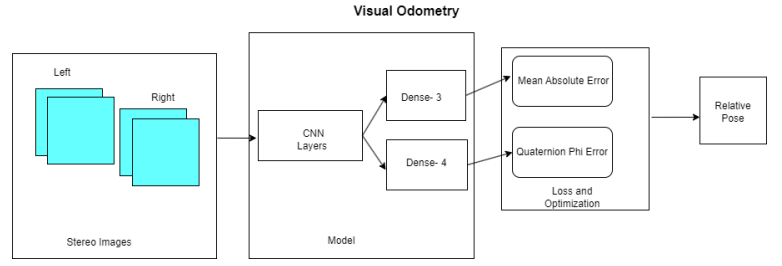 Visual Odometry
Left
Right
Stereo Images
CNN
Layers
Dense- 3
Dense- 4
Model
Mean Absolute Error
Quaternion Phi Error
Loss and
Optimization
Relative
Pose